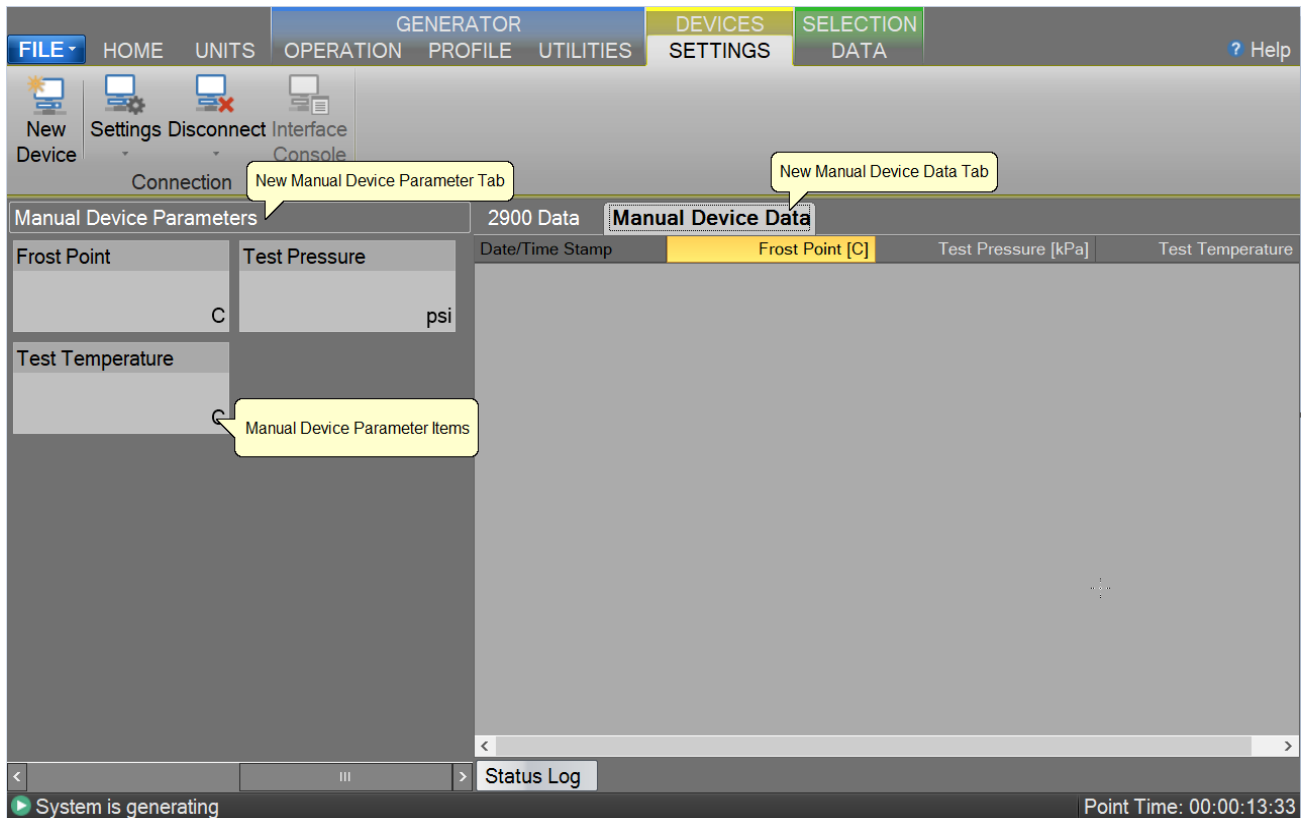 GENERATOR DEVICES SELECTION
FILE HOME UNITS OPERATION PROFILE UTILITIES SETTINGS DATA ? Help
New Device
Settings
Disconnect
Interface Console
Connection
New Manual Device Parameter Tab
New Manual Device Data Tab
Manual Device Parameters
Frost Point
C
Test Pressure
psi
Test Temperature
C
Manual Device Parameter Items
2900 Data Manual Device Data
Date/Time Stamp Frost Point [C] Test Pressure [kPa] Test Temperature
Status Log
System is generating
Point Time: 00:00:13:33